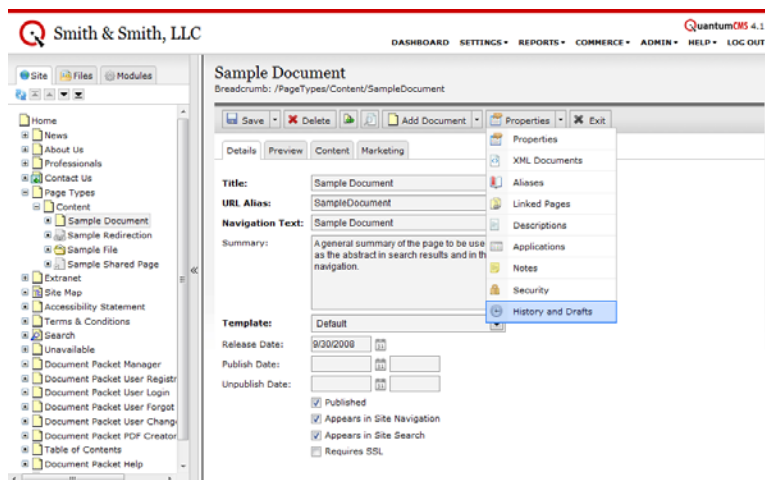 Smith & Smith, LLC
QuantumCMS 4.1
DASHBOARD SETTINGS REPORTS COMMERCE ADMIN HELP LOG OUT
Site Files Modules
Home
News
About Us
Professionals
Contact Us
Page Types
Content
Sample Document
Sample Redirection
Sample File
Sample Shared Page
Extranet
Site Map
Accessibility Statement
Terms & Conditions
Search
Unavailable
Document Packet Manager
Document Packet User Registr
Document Packet User Login
Document Packet User Forgot
Document Packet User Change
Document Packet PDF Creator
Table of Contents
Document Packet Help
Sample Document
Breadcrumb: /PageTypes/Content/SampleDocument
Save Delete Add Document Properties Exit
Details Preview Content Marketing
Title: Sample Document
URL Alias: SampleDocument
Navigation Text: Sample Document
Summary: A general summary of the page to be use
as the abstract in search results and in th
navigation.
Template: Default
Release Date: 9/30/2008
Publish Date:
Unpublish Date:
Published
Appears in Site Navigation
Appears in Site Search
Requires SSL
Properties
XML Documents
Aliases
Linked Pages
Descriptions
Applications
Notes
Security
History and Drafts